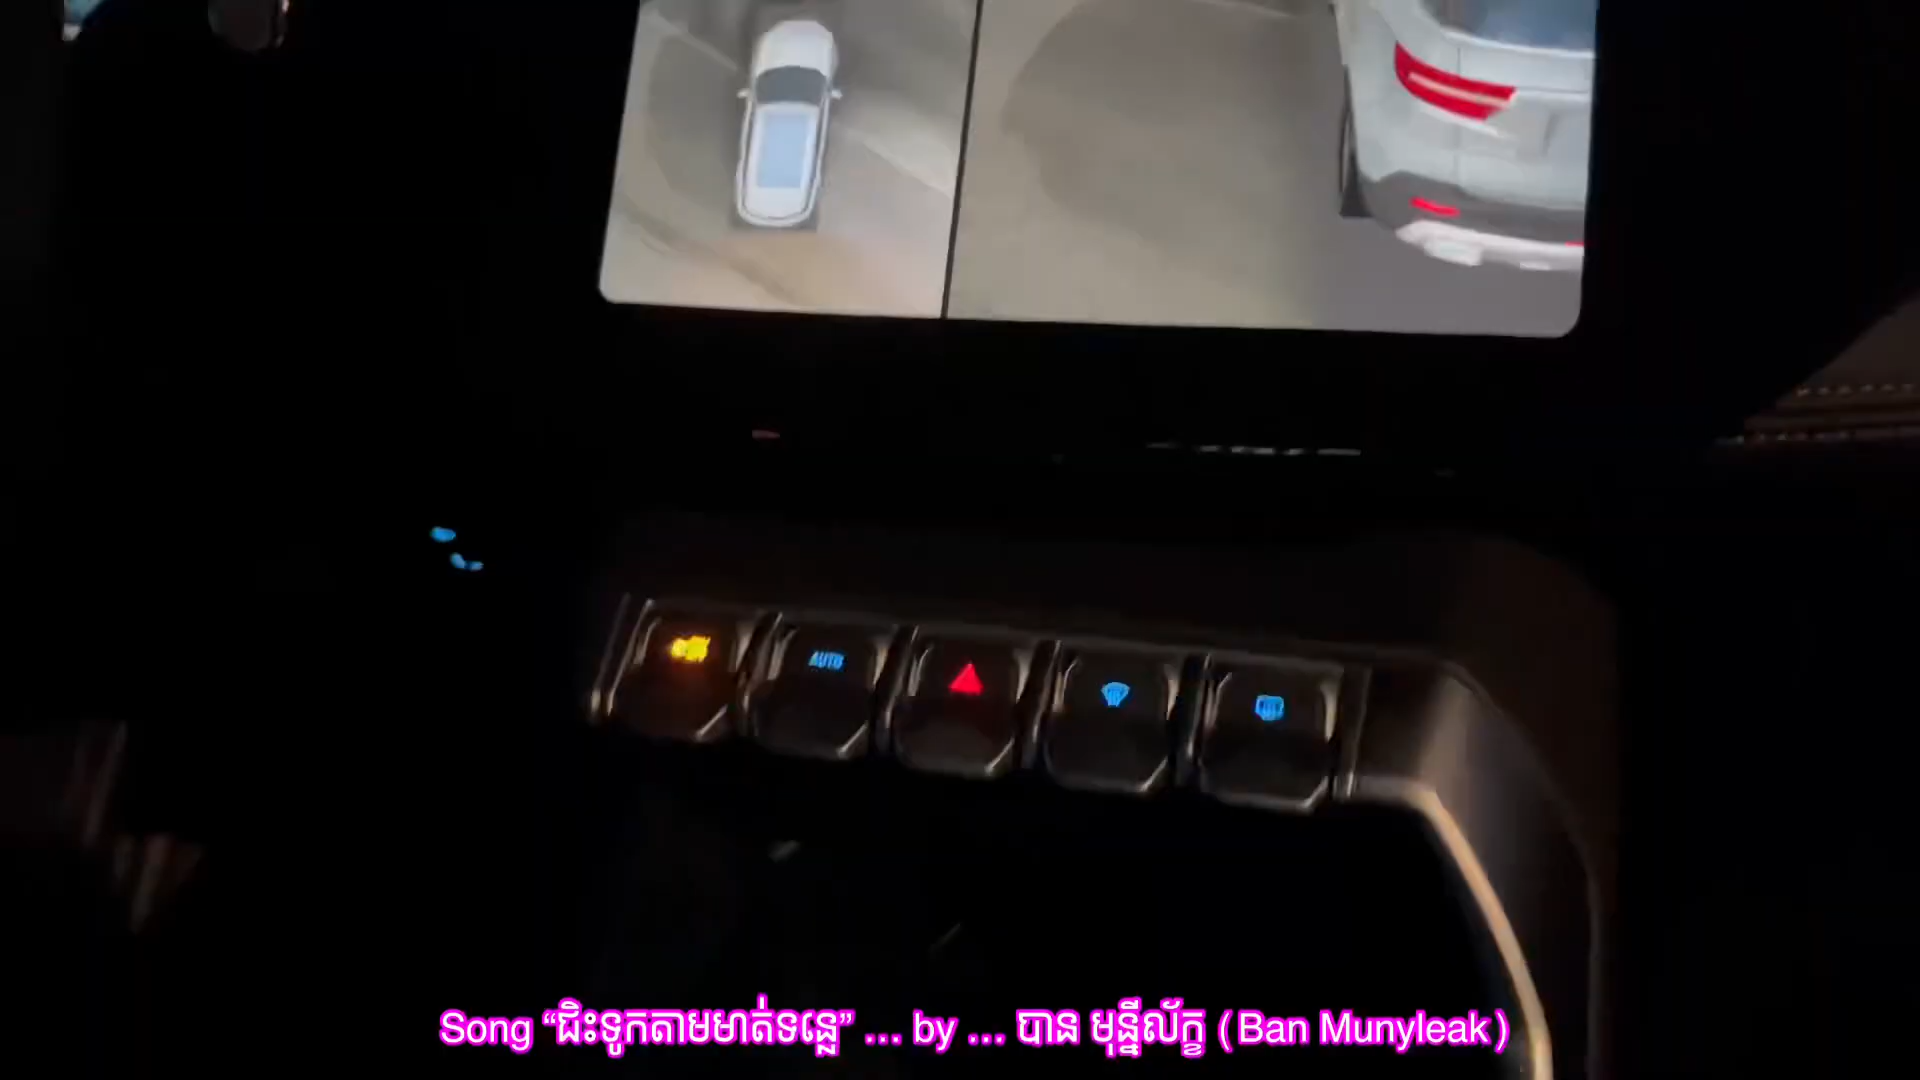 AUTO
Song “ជិះទូកតាមមាត់ទន្លេ” ... by ... បាន មុន្នីល័ក្ខ (Ban Munyleak)